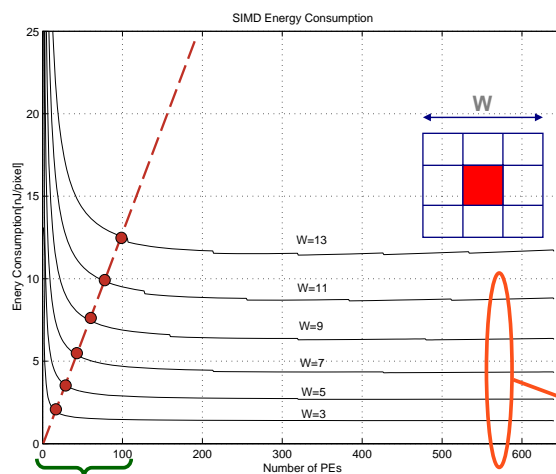 SIMD Energy Consumption
Enery Consumption[nJ/pixel]
25
20
15
10
5
0
W
W=13
W=11
W=9
W=7
W=5
W=3
0 100 200 300 400 500 600
Number of PEs